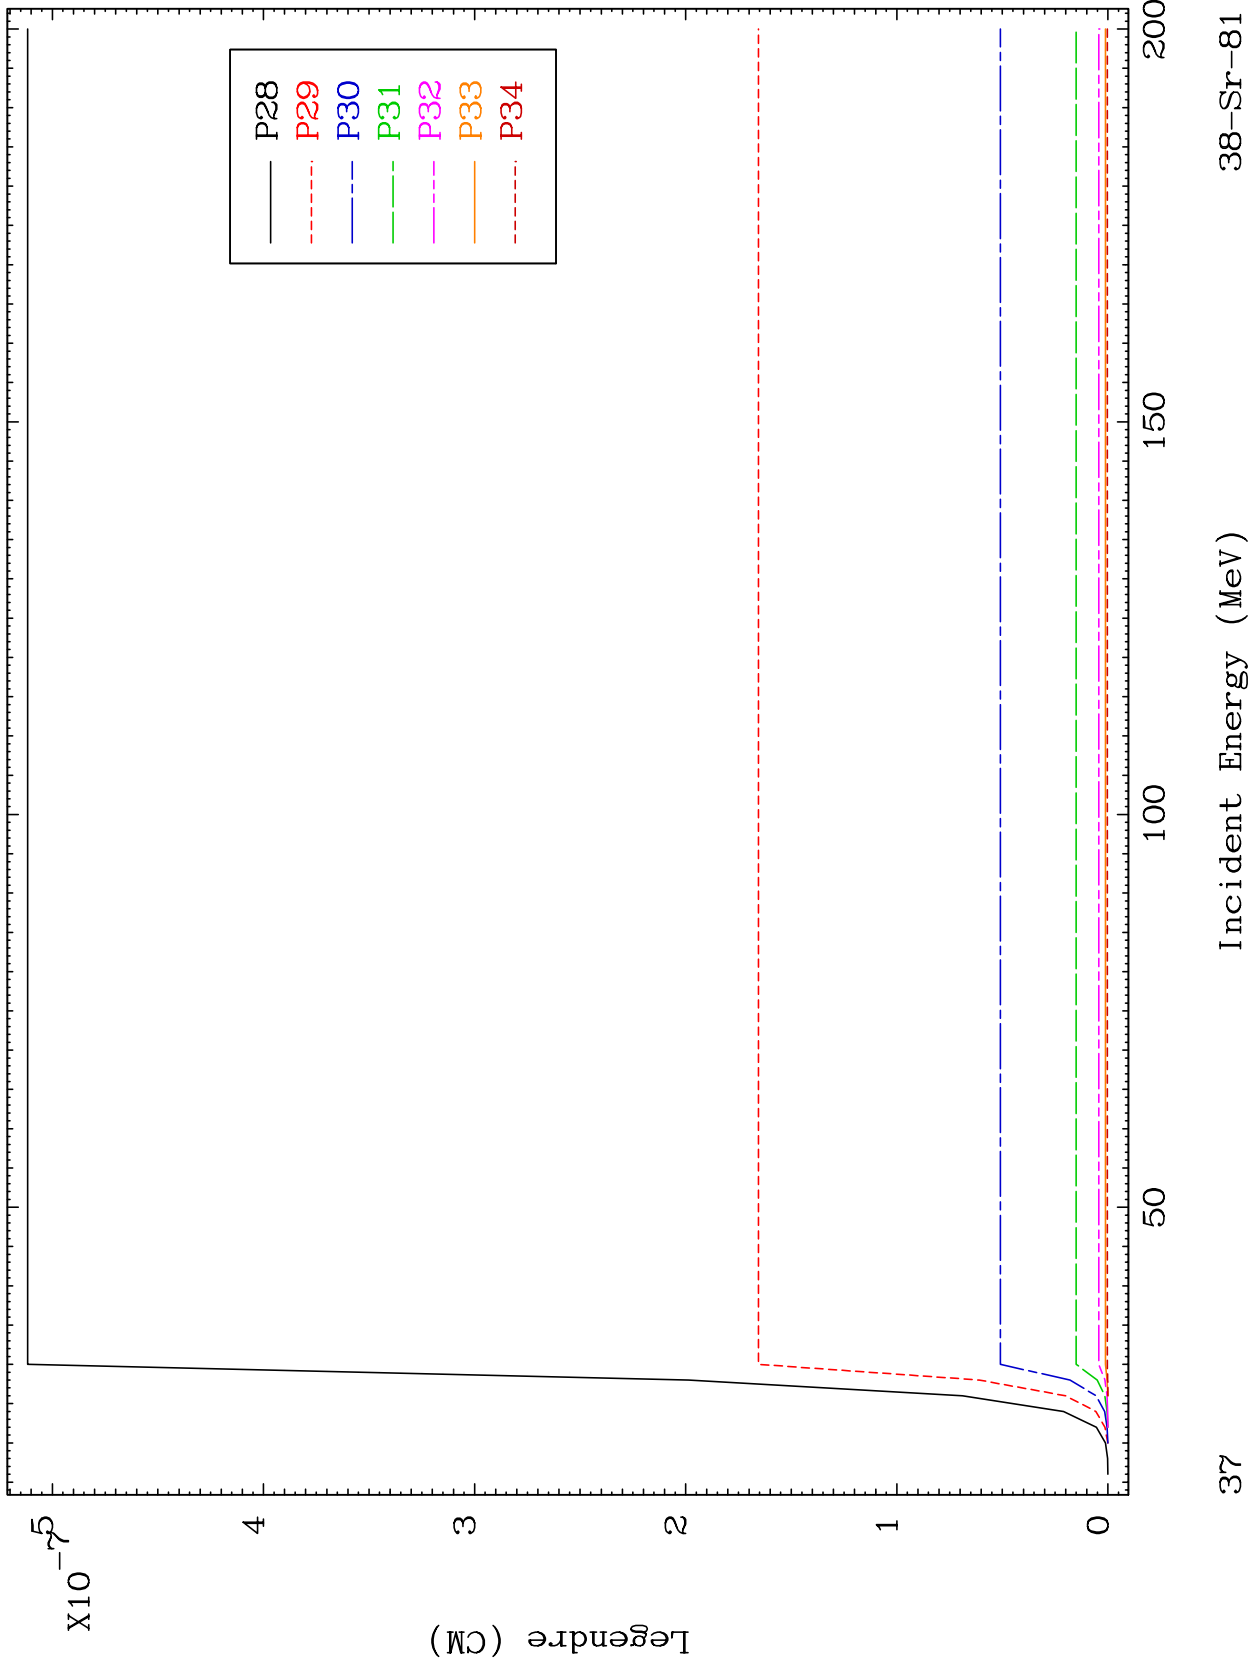 X10-7
5
4
3
2
1
0
Legendre (CM)
P28
P29
P30
P31
P32
P33
P34
50
100
150
200
Incident Energy (MeV)
37
38-Sr-81